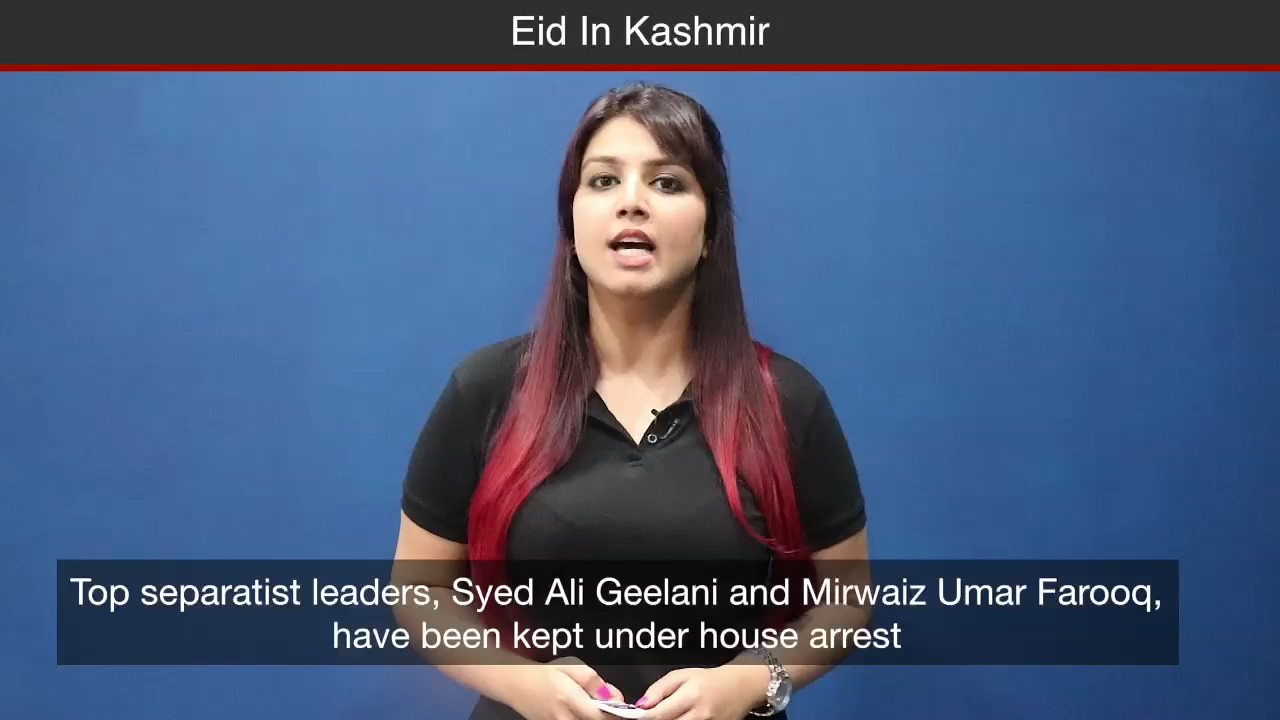 Eid In Kashmir
Top separatist leaders, Syed Ali Geelani and Mirwaiz Umar Farooq,
have been kept under house arrest